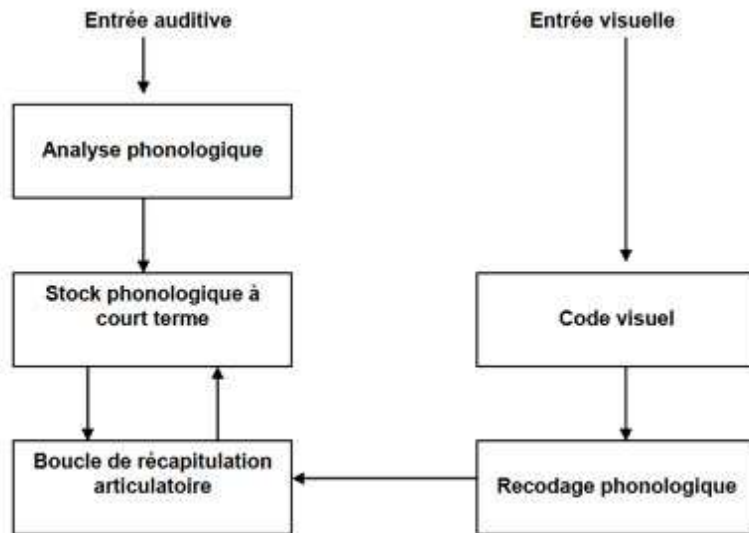 Entrée auditive
Entrée visuelle
Analyse phonologique
Stock phonologique à
court terme
Code visuel
Boucle de récapitulation
articulatoire
Recodage phonologique